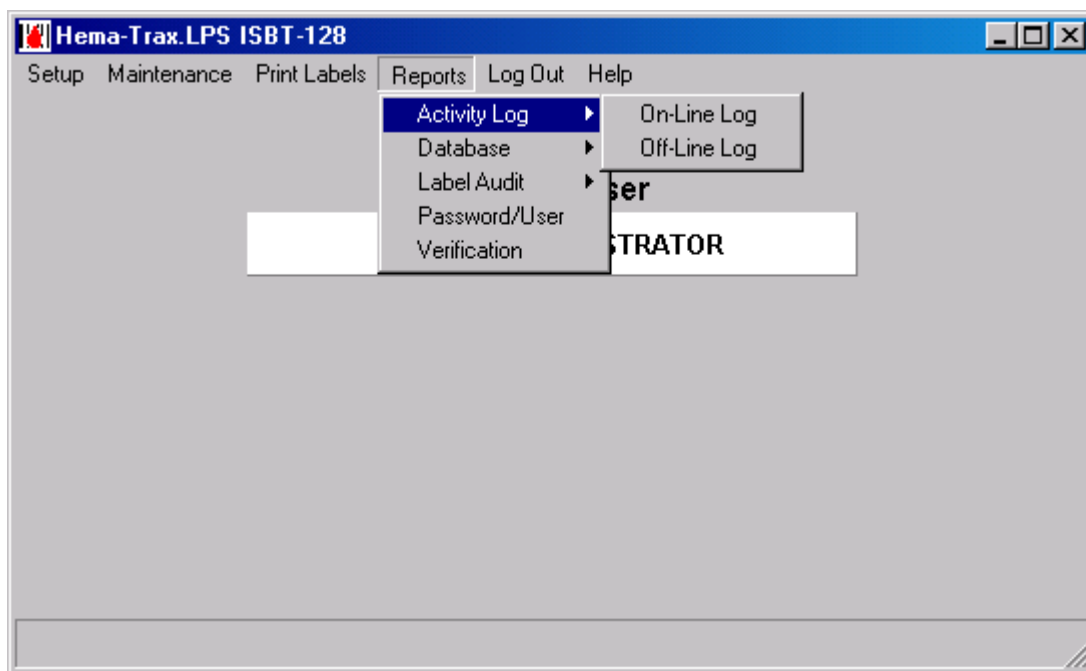 Hema-Trax.LPS ISBT-128
Setup Maintenance Print Labels Reports Log Out Help
Activity Log
On-Line Log
Database
Off-Line Log
Label Audit
Password/User
Verification